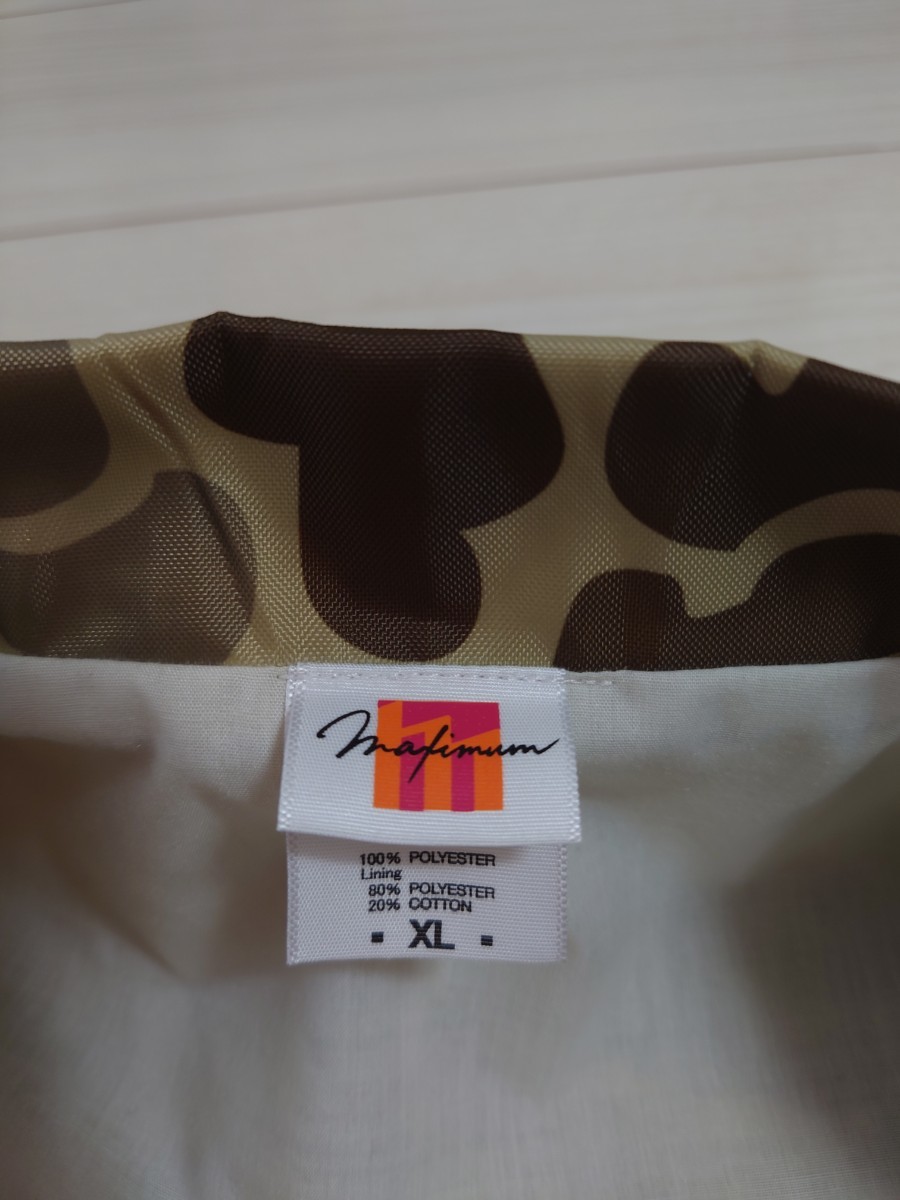 mafimum
100% POLYESTER
Lining
80% POLYESTER
20% COTTON
- XL -